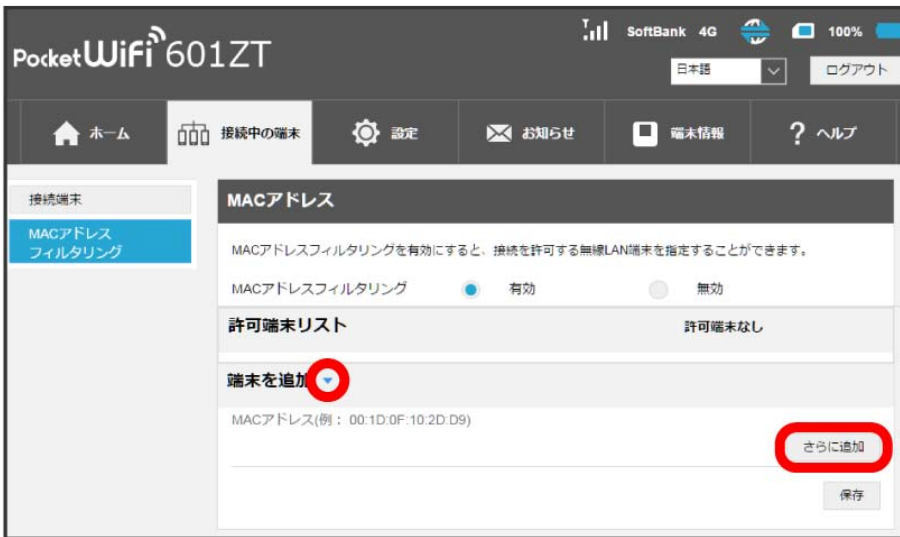 SoftBank 4G 100%
Pocket WiFi 601ZT
日本語 ログアウト
ホーム 接続中の端末 設定 お知らせ 端末情報 ? ヘルプ
接続端末
MACアドレス
フィルタリング
MACアドレス
MACアドレスフィルタリングを有効にすると、接続を許可する無線LAN端末を指定することができます。
MACアドレスフィルタリング 有効 無効
許可端末リスト 許可端末なし
端末を追加
MACアドレス(例： 00:1D:0F:10:2D:D9)
さらに追加
保存